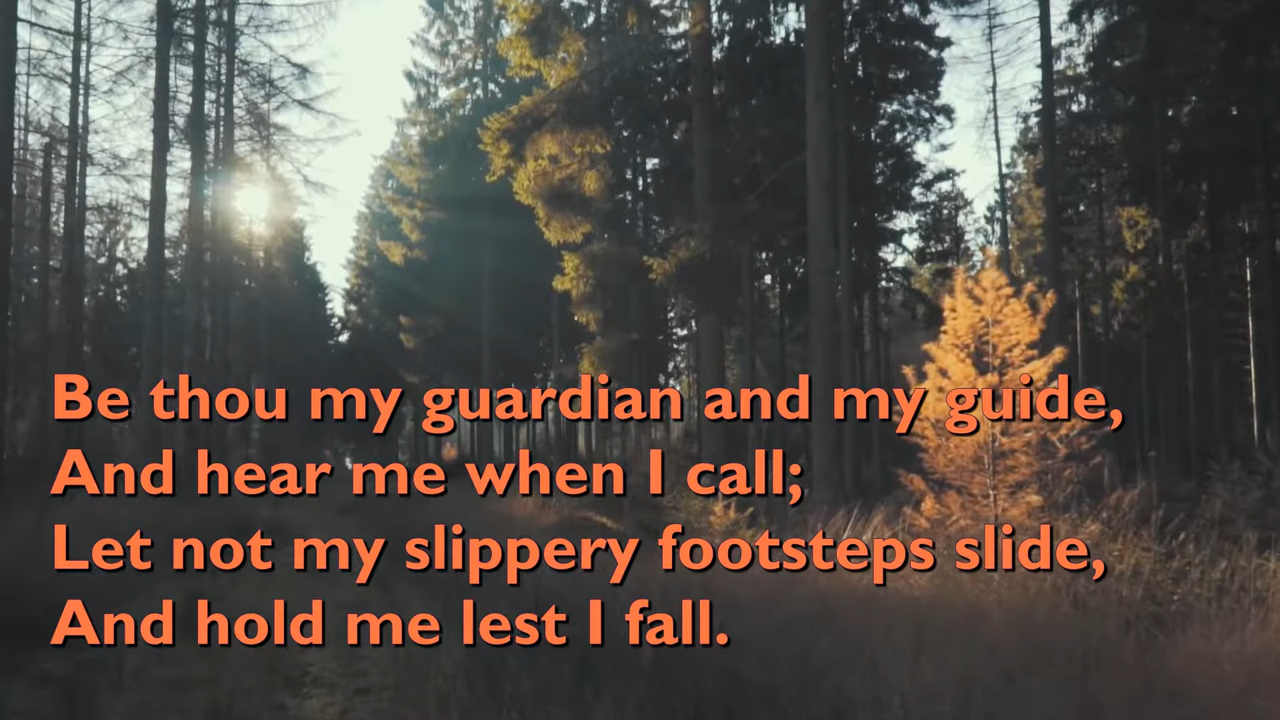 Be thou my guardian and my guide,
And hear me when I call;
Let not my slippery footsteps slide,
And hold me lest I fall.